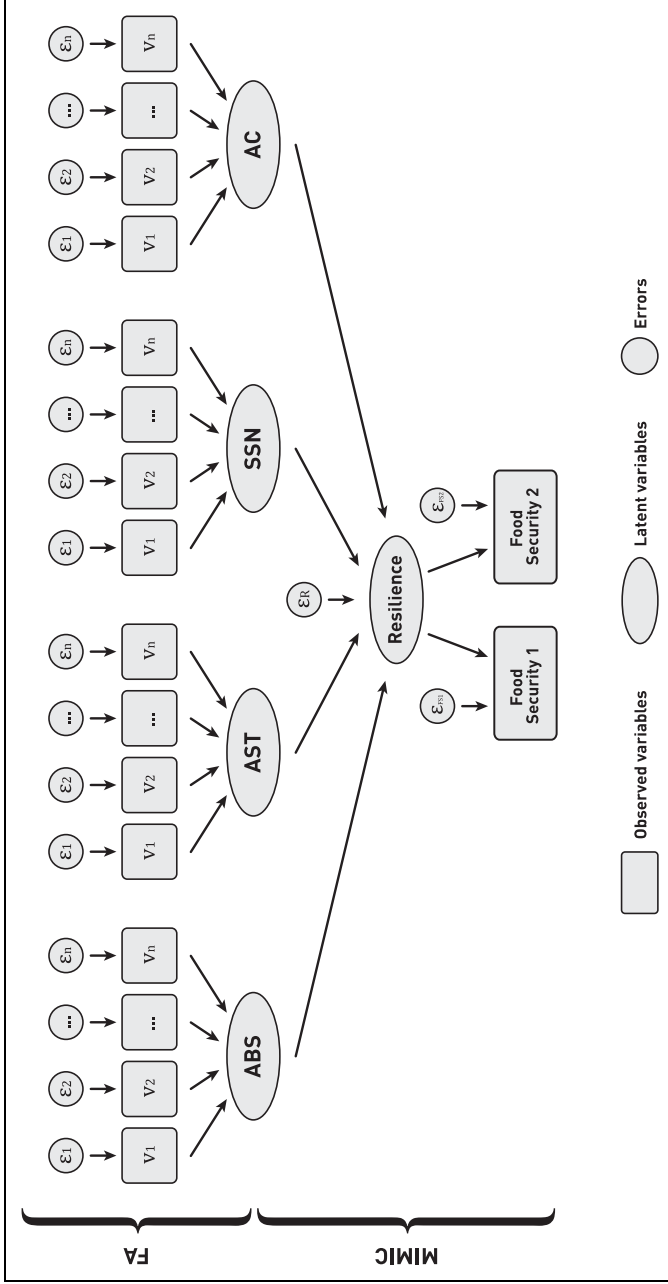 FA
ε1 ε2 ... εn ε1 ε2 ... εn ε1 ε2 ... εn ε1 ε2 ... εn
V1 V2 ... Vn V1 V2 ... Vn V1 V2 ... Vn V1 V2 ... Vn
ABS AST SSN AC
MIMIC
εR
Resilience
εFS1 εFS2
Food
Security 1
Food
Security 2
Observed variables Latent variables Errors